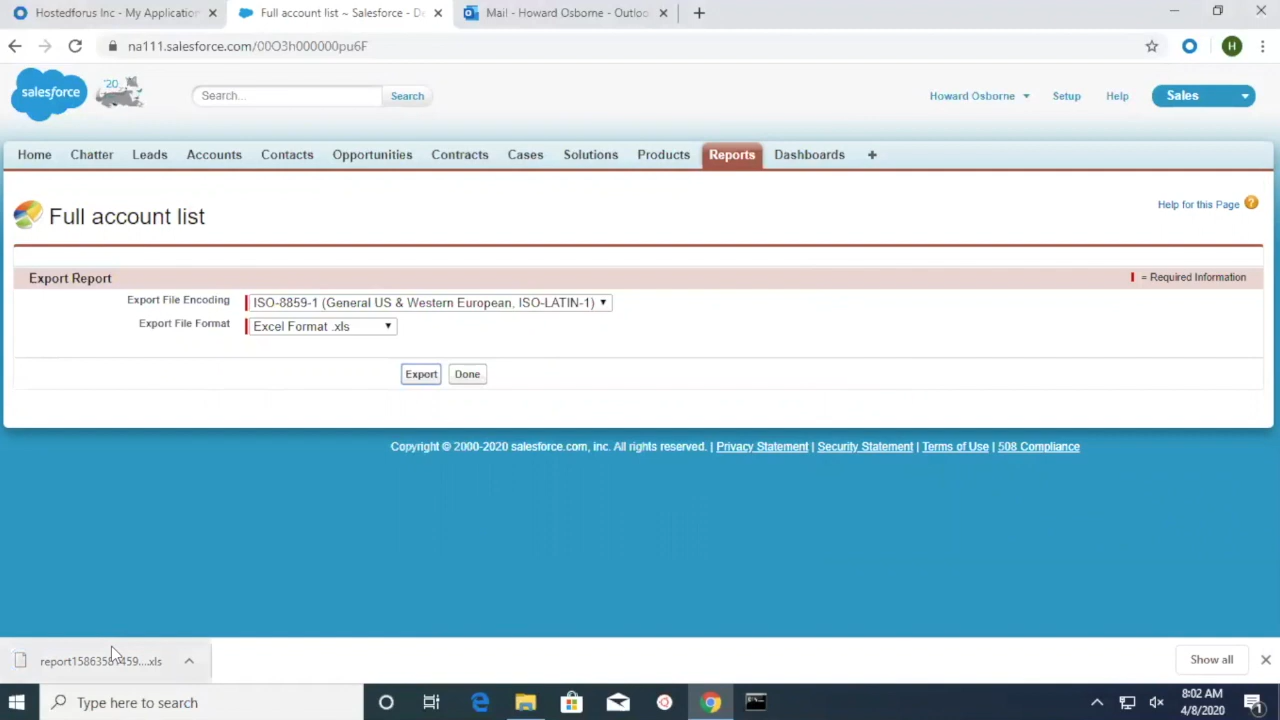 Hostedforus Inc - My Application
Full account list ~ Salesforce - De
Mail - Howard Osborne - Outloo
na111.salesforce.com/00O3h000000pu6F
H
salesforce
'20
Search...
Search
Howard Osborne
Setup
Help
Sales
Home
Chatter
Leads
Accounts
Contacts
Opportunities
Contracts
Cases
Solutions
Products
Reports
Dashboards
+
Full account list
Help for this Page ?
Export Report
= Required Information
Export File Encoding
ISO-8859-1 (General US & Western European, ISO-LATIN-1)
Export File Format
Excel Format .xls
Export
Done
Copyright © 2000-2020 salesforce.com, inc. All rights reserved. | Privacy Statement | Security Statement | Terms of Use | 508 Compliance
Show all
Type here to search
8:02 AM
4/8/2020
1